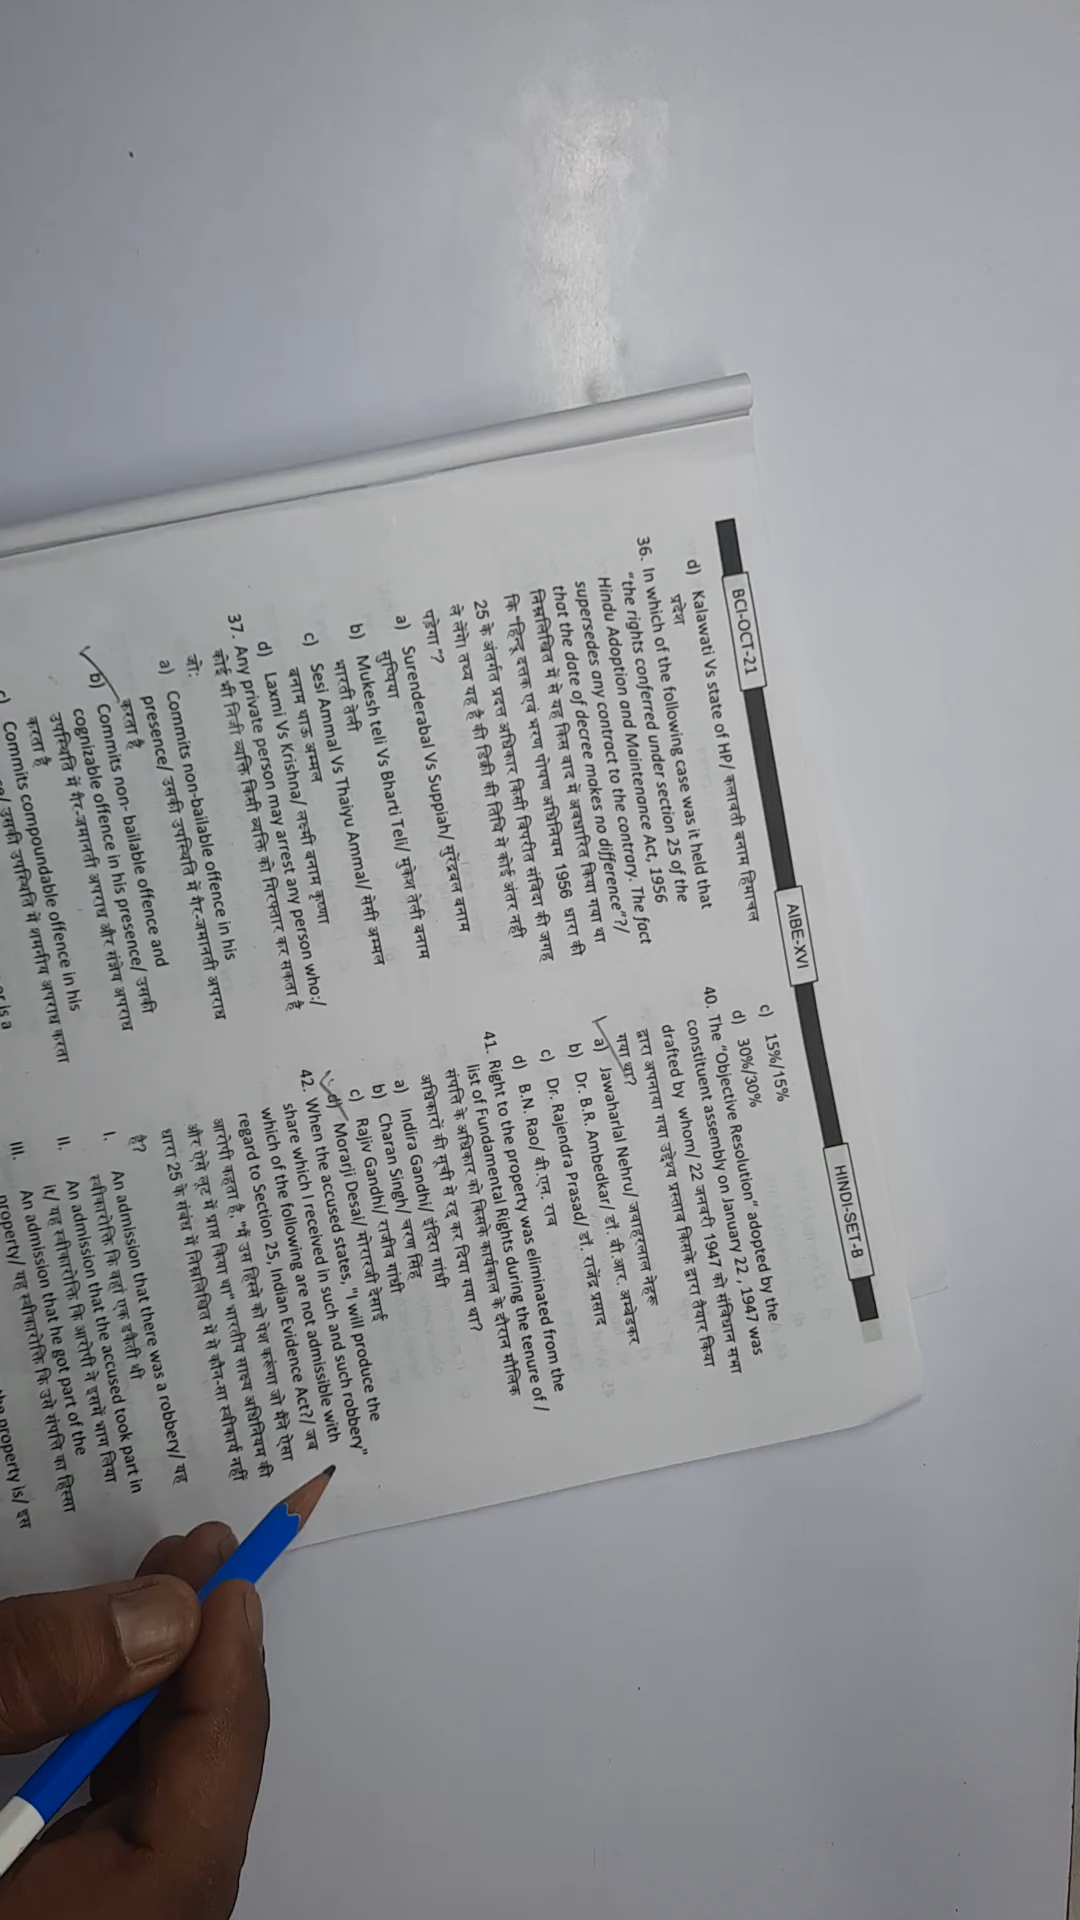 BCI-OCT-21
AIBE-XVI
HINDI-SET-B
d) Kalawati Vs state of HP/ कलावती बनाम हिमाचल
प्रदेश
36. In which of the following case was it held that
"the rights conferred under section 25 of the
Hindu Adoption and Maintenance Act, 1956
supersedes any contract to the contrary. The fact
that the date of decree makes no difference"?/
निम्नलिखित में से यह किस वाद में अवधारित किया गया था
कि "हिन्दू दत्तक एवं भरण पोषण अधिनियम 1956 धारा की
25 के अंतर्गत प्रदत्त अधिकार किसी विपरीत संविदा की जगह
ले लेंगे। तथ्य यह है की डिक्री की तिथि से कोई अंतर नही
पड़ेगा"?
a) Surenderabal Vs Suppiah/ सुरेंद्रबल बनाम
सुप्पिया
b) Mukesh teli Vs Bharti Teli/ मुकेश तेली बनाम
भारती तेली
c) Sesi Ammal Vs Thaiyu Ammal/ सेसी अम्मल
बनाम थाऊ अम्मल
d) Laxmi Vs Krishna/ लक्ष्मी बनाम कृष्णा
37. Any private person may arrest any person who:/
कोई भी निजी व्यक्ति किसी व्यक्ति को गिरफ्तार कर सकता है
जो:
a) Commits non-bailable offence in his
presence/ उसकी उपस्थिति में गैर-जमानती अपराध
करता है
b) Commits non- bailable offence and
cognizable offence in his presence/ उसकी
उपस्थिति में गैर-जमानती अपराध और संज्ञेय अपराध
करता है
c) Commits compoundable offence in his
उसकी उपस्थिति में शमनीय अपराध करता
or is a
c) 15%/15%
d) 30%/30%
40. The "Objective Resolution" adopted by the
constituent assembly on January 22, 1947 was
drafted by whom/ 22 जनवरी 1947 को संविधान सभा
द्वारा अपनाया गया उद्देश्य प्रस्ताव किसके द्वारा तैयार किया
गया था?
a) Jawaharlal Nehru/ जवाहरलाल नेहरू
b) Dr. B.R. Ambedkar/ डॉ. बी.आर. अम्बेडकर
c) Dr. Rajendra Prasad/ डॉ. राजेंद्र प्रसाद
d) B.N. Rao/ बी.एन. राव
41. Right to the property was eliminated from the
list of Fundamental Rights during the tenure of /
संपत्ति के अधिकार को किसके कार्यकाल के दौरान मौलिक
अधिकारों की सूची से रद्द कर दिया गया था?
a) Indira Gandhi/ इंदिरा गांधी
b) Charan Singh/ चरण सिंह
c) Rajiv Gandhi/ राजीव गांधी
d) Morarji Desai/ मोरारजी देसाई
42. When the accused states, "I will produce the
share which I received in such and such robbery"
which of the following are not admissible with
regard to Section 25, Indian Evidence Act?/ जब
आरोपी कहता है, "मैं उस हिस्से को पेश करूंगा जो मैंने ऐसा
और ऐसे लूट में प्राप्त किया था" भारतीय साक्ष्य अधिनियम की
धारा 25 के संबंध में निम्नलिखित में से कौन-सा स्वीकार्य नहीं
है?
I. An admission that there was a robbery/ यह
स्वीकारोक्ति कि वहां एक डकैती थी
II. An admission that the accused took part in
it/ यह स्वीकारोक्ति कि आरोपी ने इसमें भाग लिया
III. An admission that he got part of the
property/ यह स्वीकारोक्ति कि उसे संपत्ति का हिस्सा
the property is/ इस